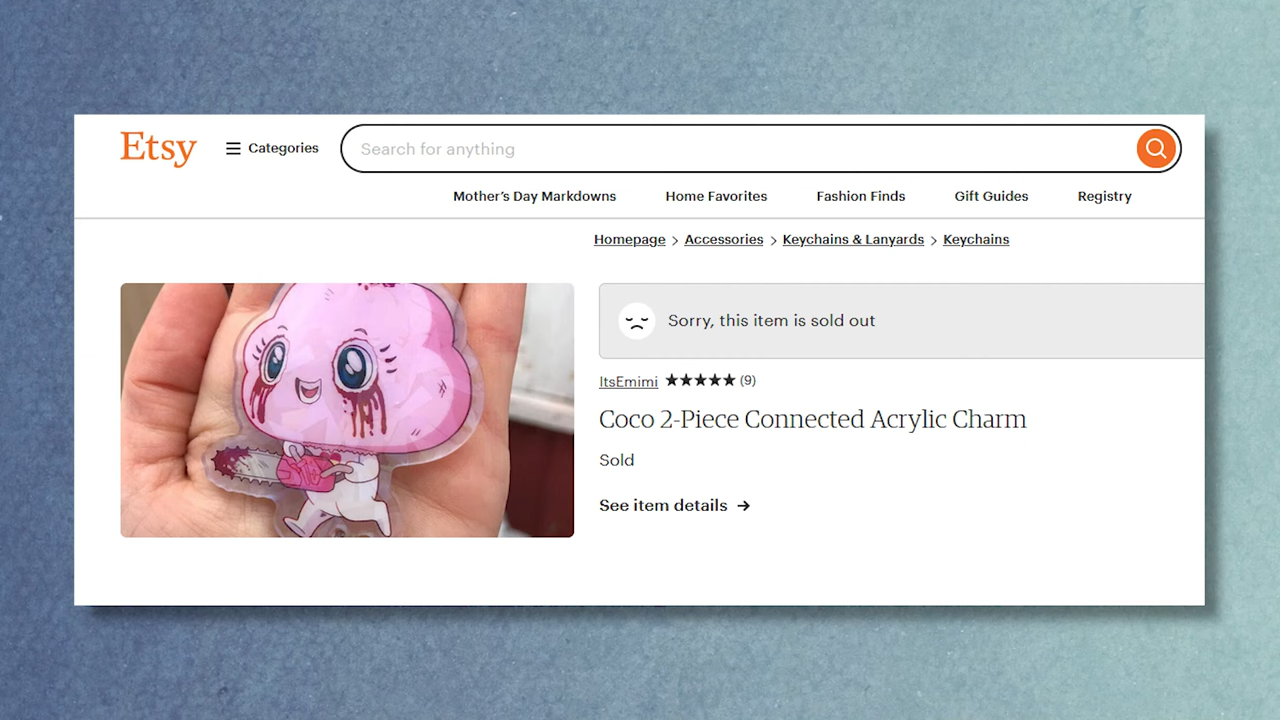 Etsy
Categories
Search for anything
Mother's Day Markdowns
Home Favorites
Fashion Finds
Gift Guides
Registry
Homepage > Accessories > Keychains & Lanyards > Keychains
Sorry, this item is sold out
ItsEmimi ★★★★★ (9)
Coco 2-Piece Connected Acrylic Charm
Sold
See item details →